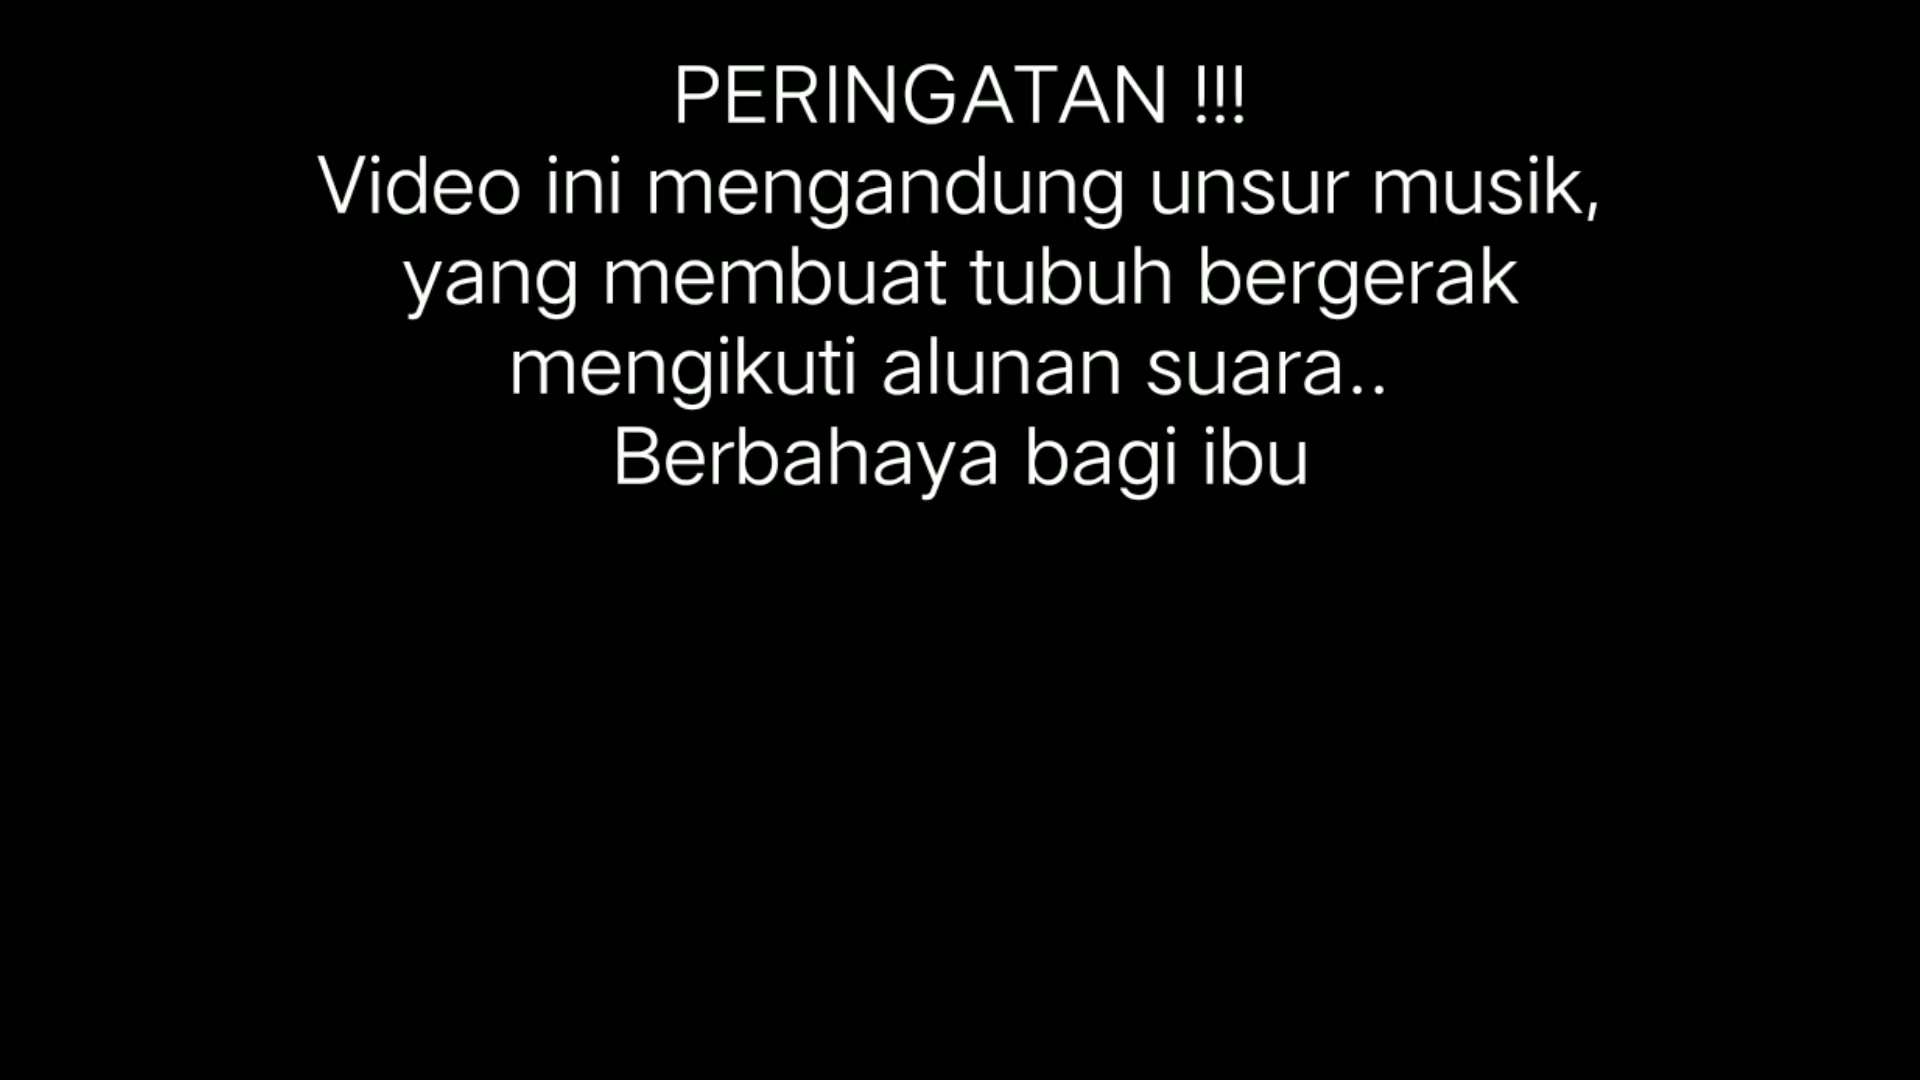 PERINGATAN !!!
Video ini mengandung unsur musik,
yang membuat tubuh bergerak
mengikuti alunan suara..
Berbahaya bagi ibu